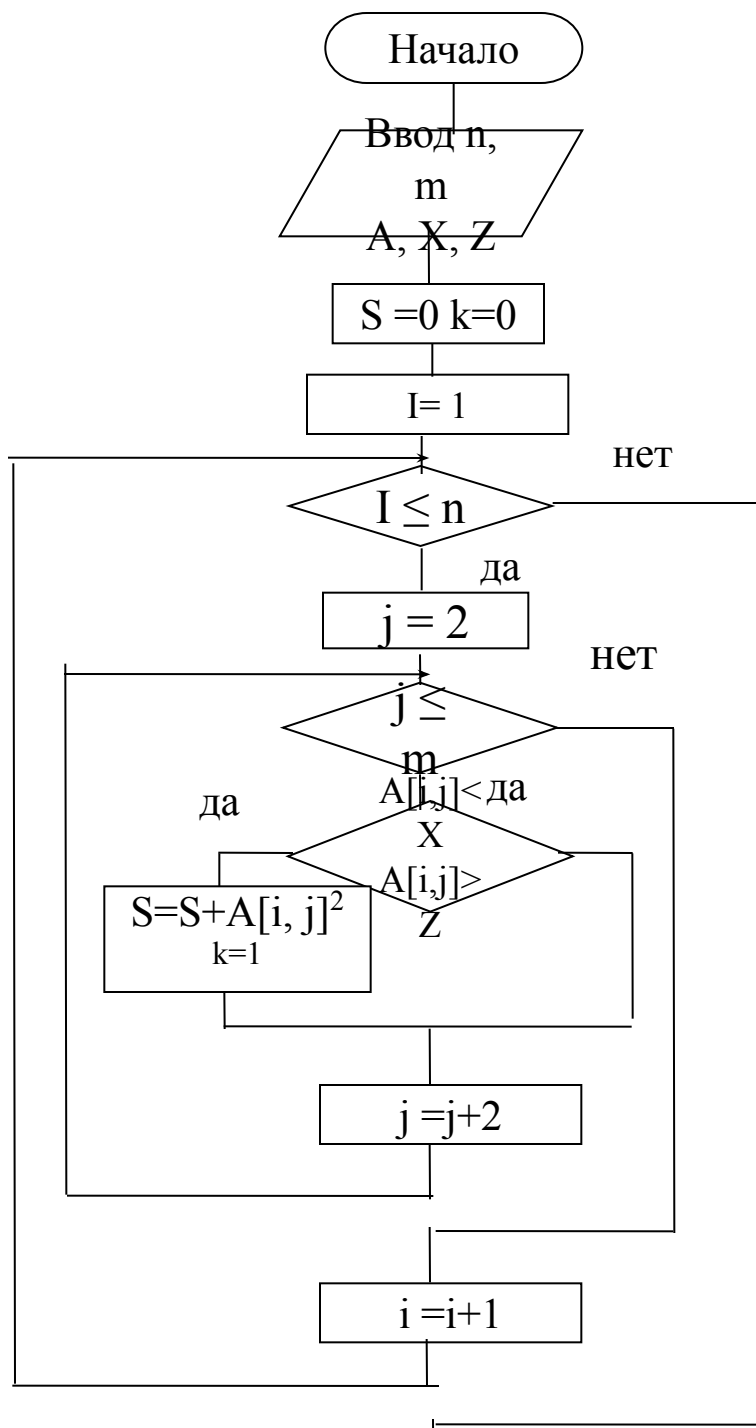 Начало
Ввод n,
m
A, X, Z
S =0 k=0
I= 1
нет
I ≤ n
да
j = 2
нет
j ≤
m
да
A[i,j]<
X
A[i,j]>
Z
да
S=S+A[i, j]²
k=1
j =j+2
i =i+1